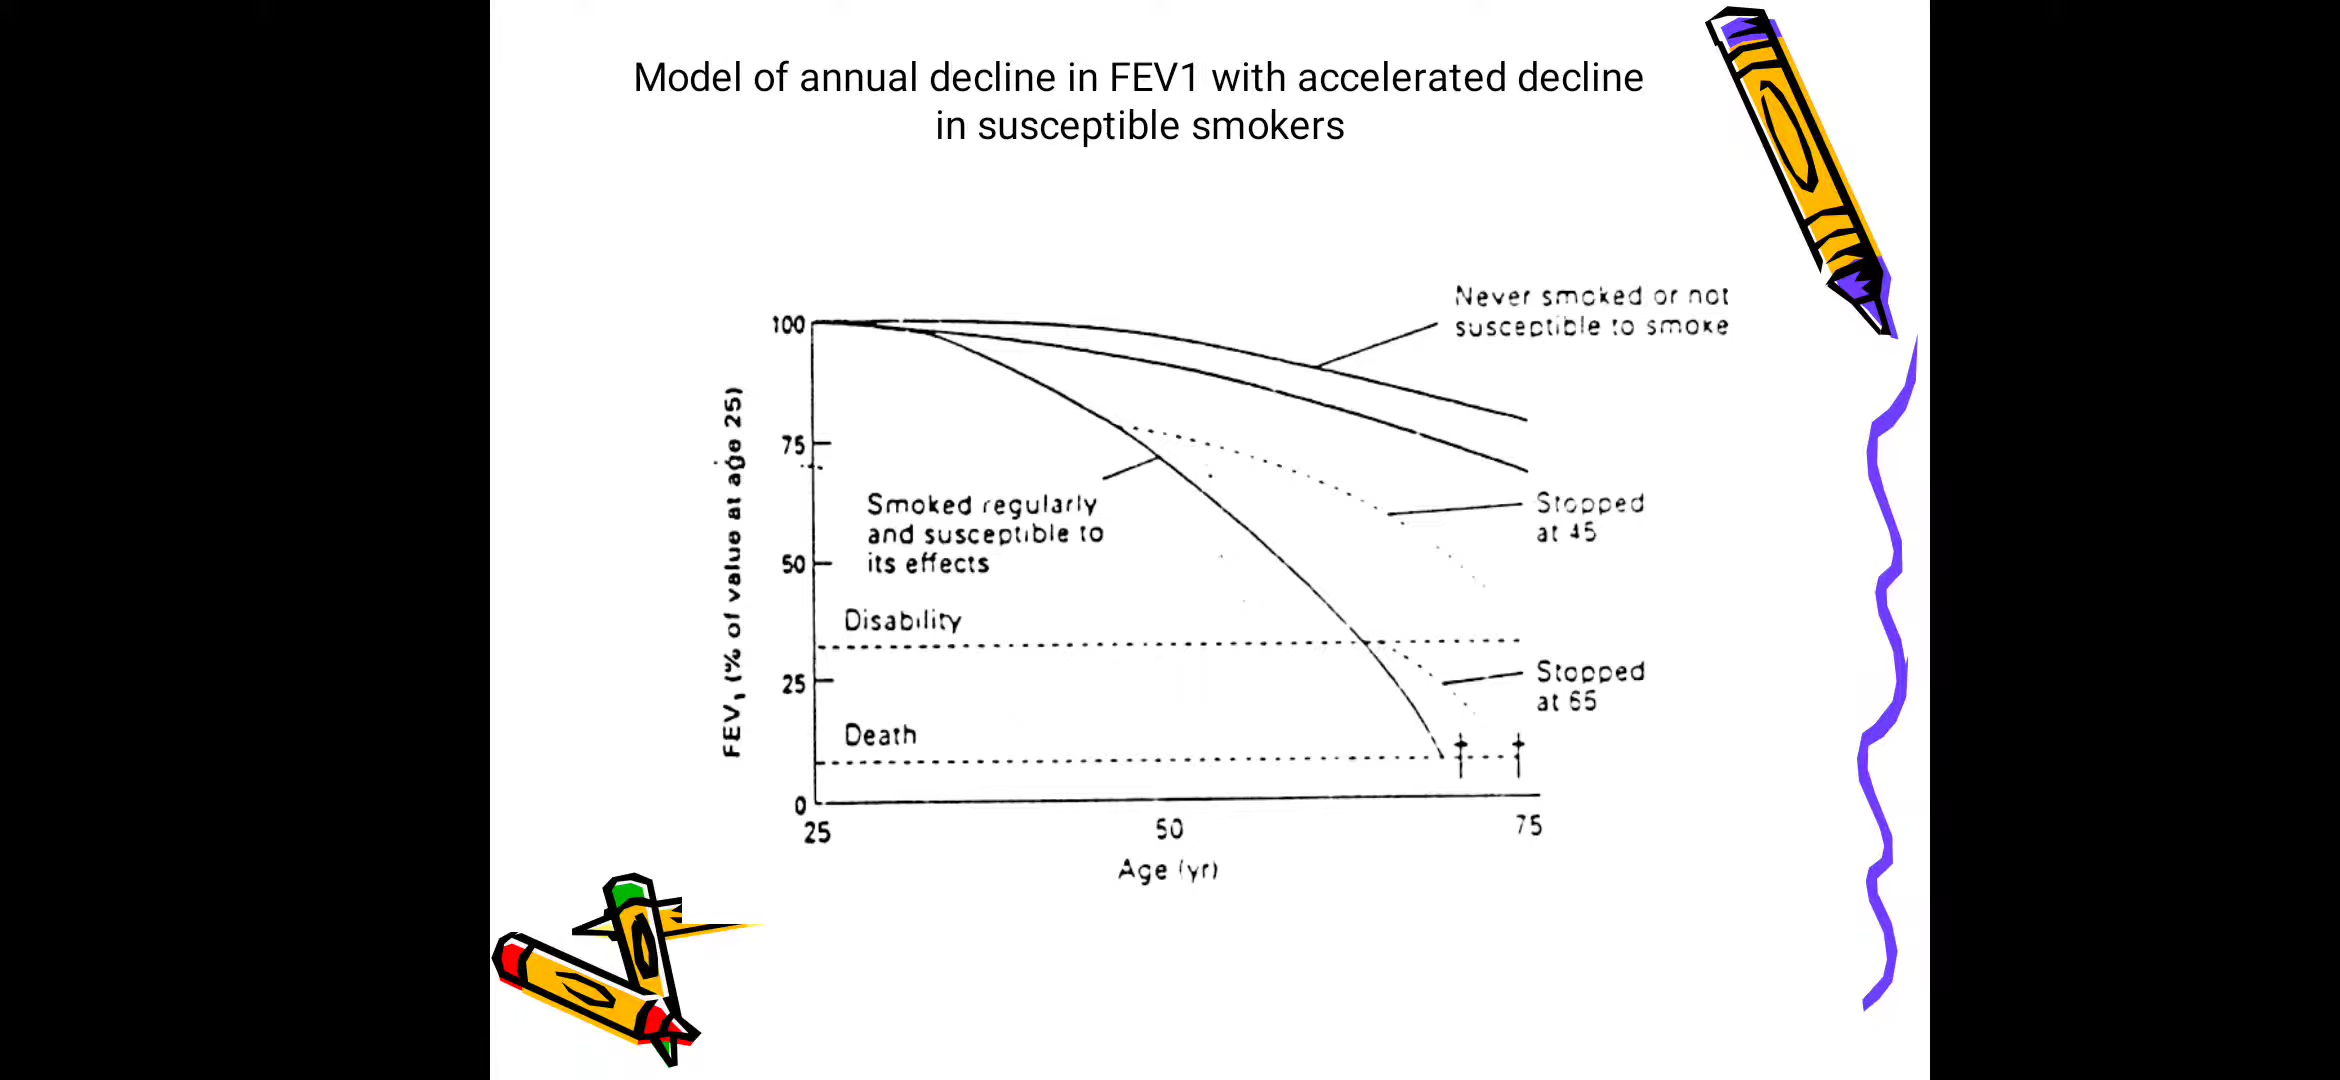 Model of annual decline in FEV1 with accelerated decline
in susceptible smokers
Never smoked or not
susceptible to smoke
100
75
50
25
0
FEV₁ (% of value at age 25)
Smoked regularly
and susceptible to
its effects
Stopped
at 45
Disability
Stopped
at 65
Death
25
50
75
Age (yr)